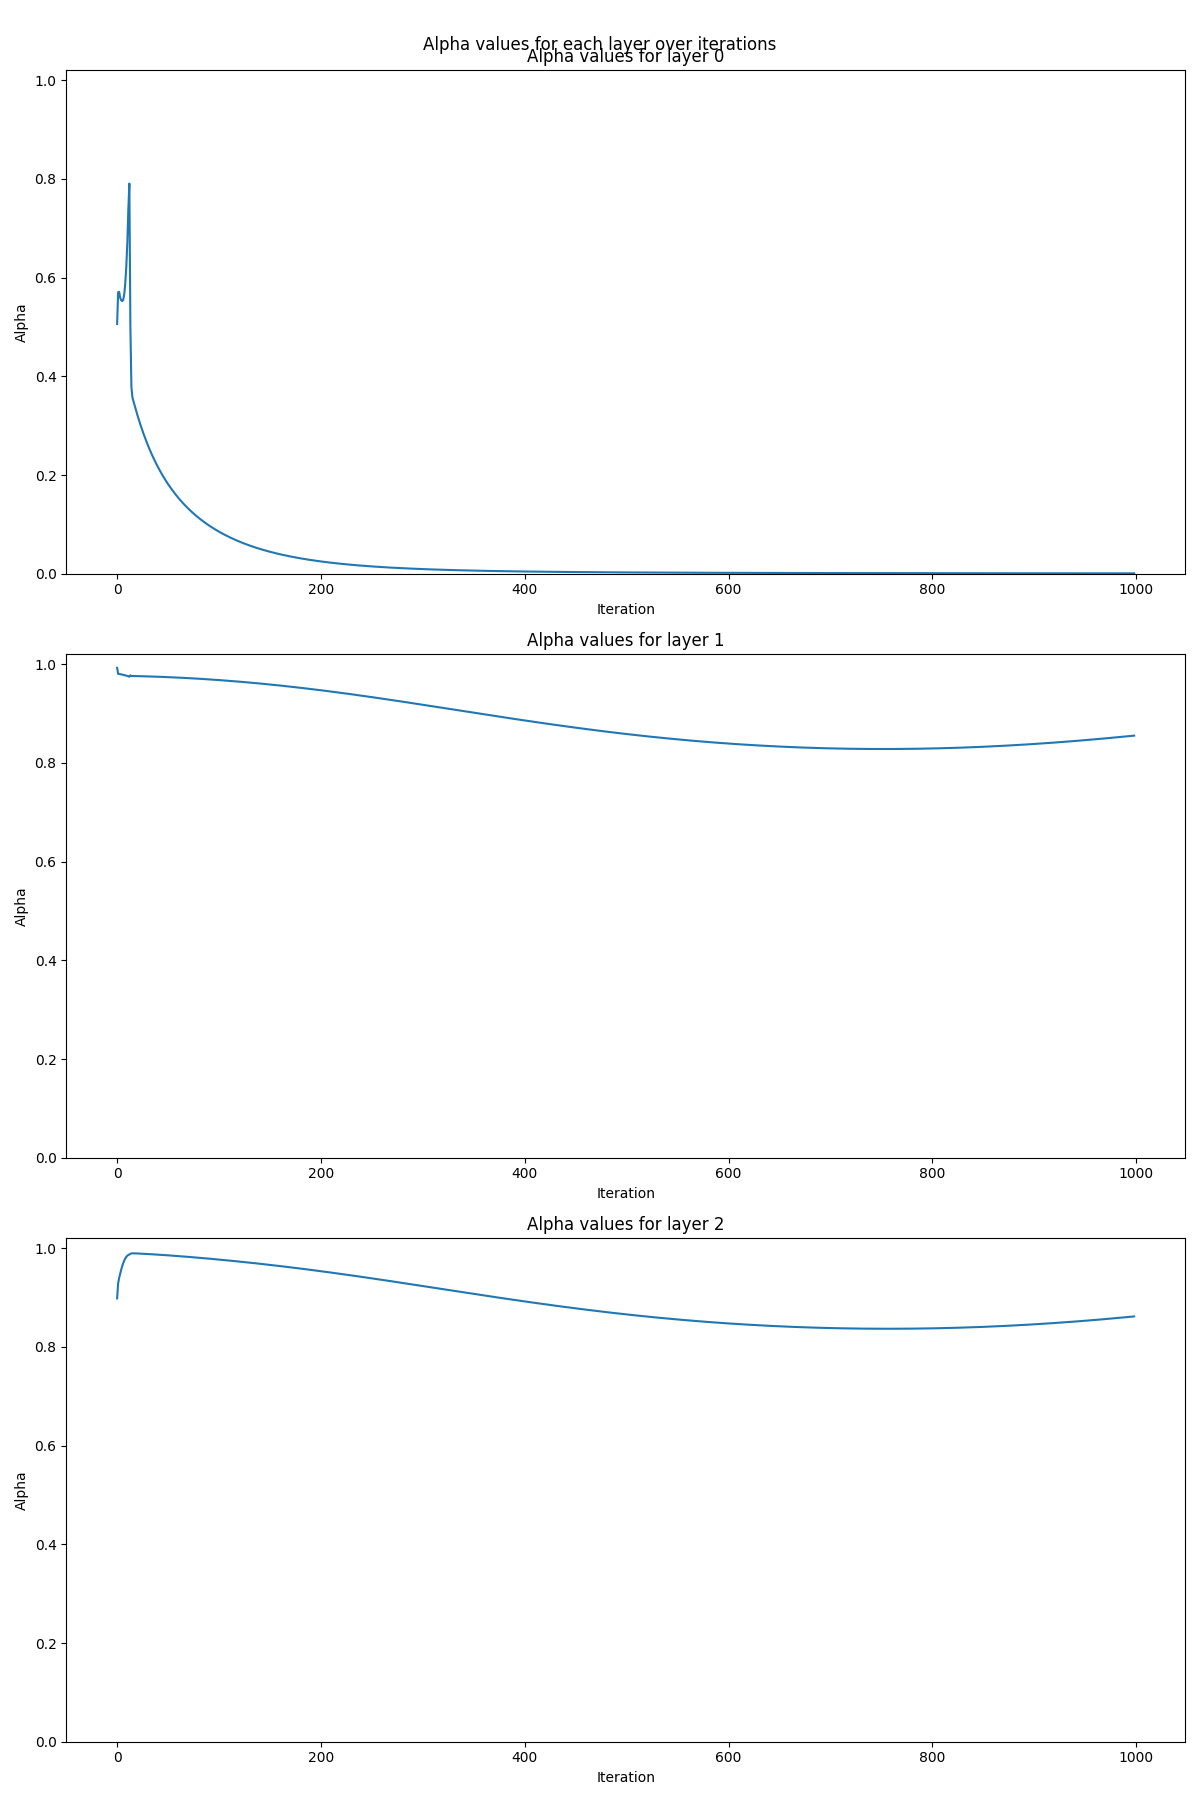 Alpha values for each layer over iterations
Alpha values for layer 0
1.0
0.8
0.6
0.4
0.2
0.0
Alpha
0 200 400 600 800 1000
Iteration
Alpha values for layer 1
1.0
0.8
0.6
0.4
0.2
0.0
Alpha
0 200 400 600 800 1000
Iteration
Alpha values for layer 2
1.0
0.8
0.6
0.4
0.2
0.0
Alpha
0 200 400 600 800 1000
Iteration